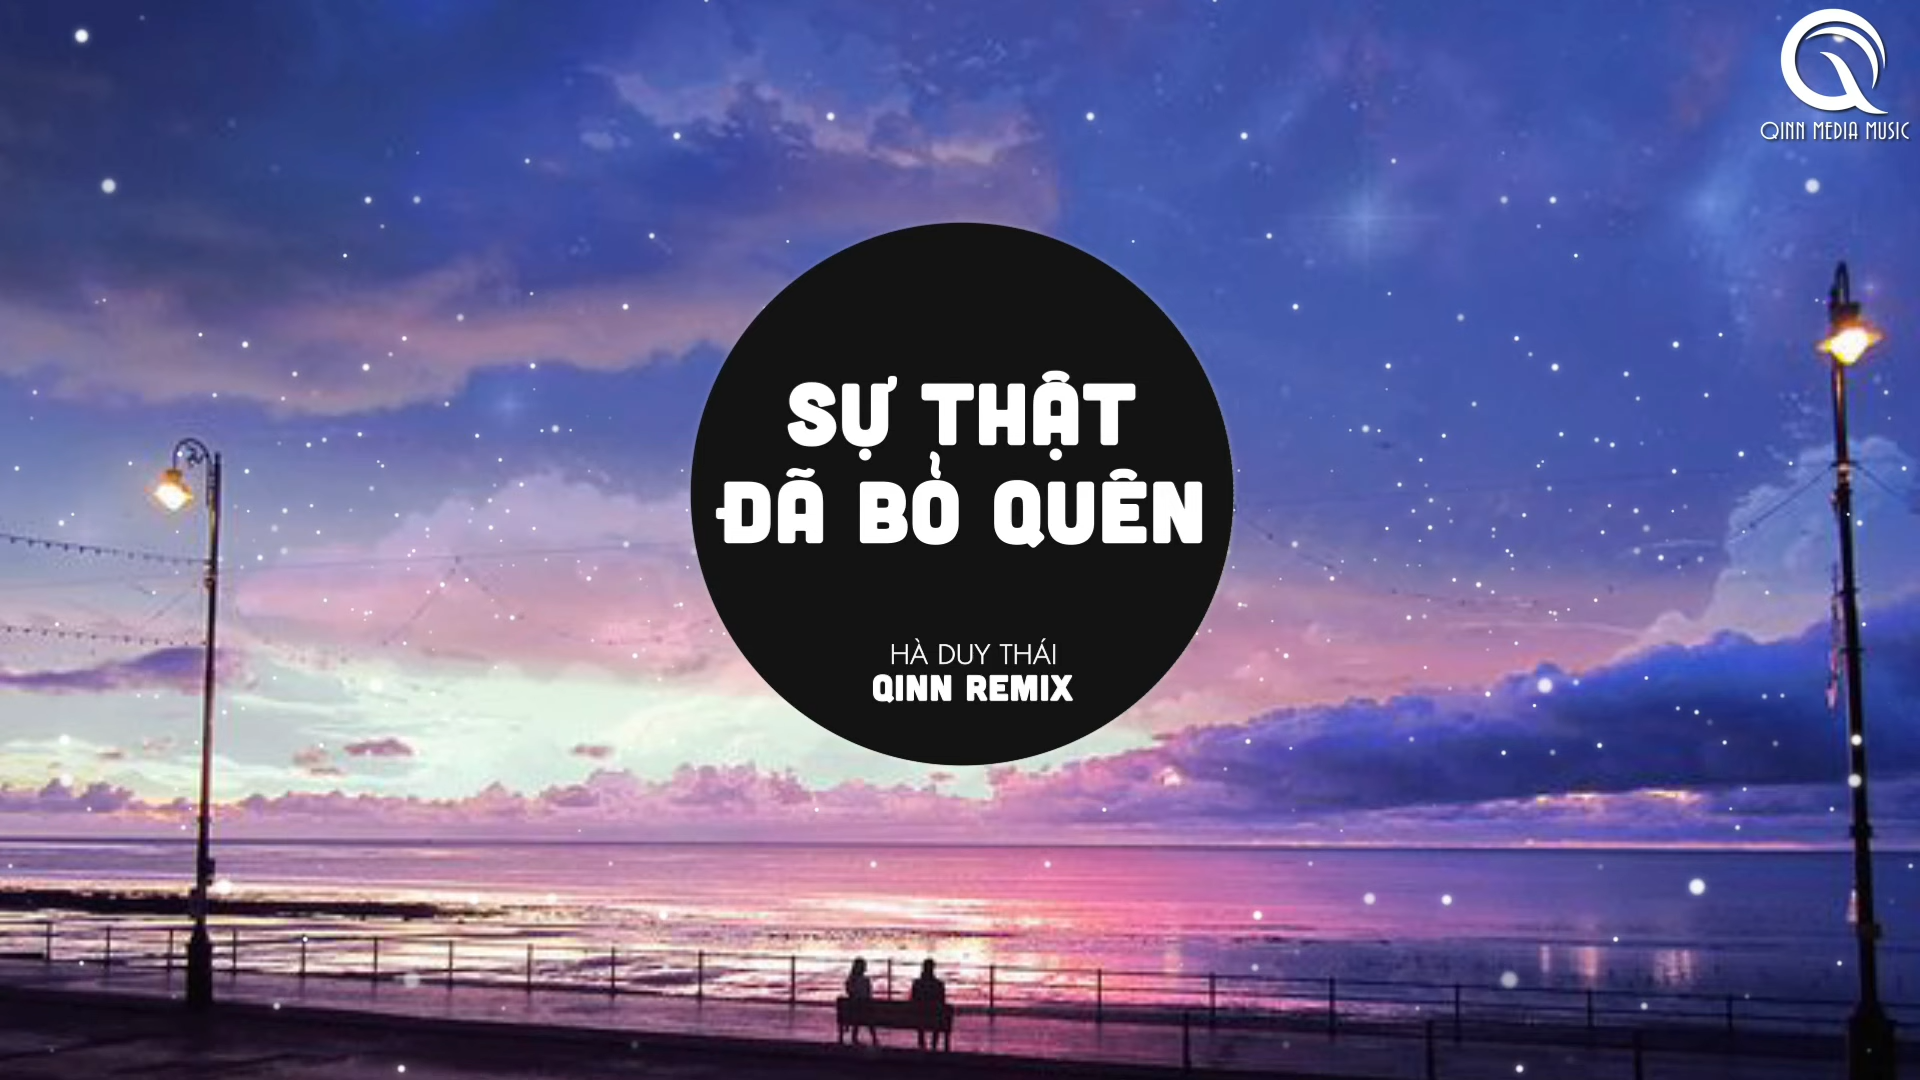 QINN MEDIA MUSIC
SỰ THẬT
ĐÃ BỎ QUÊN
HÀ DUY THÁI
QINN REMIX